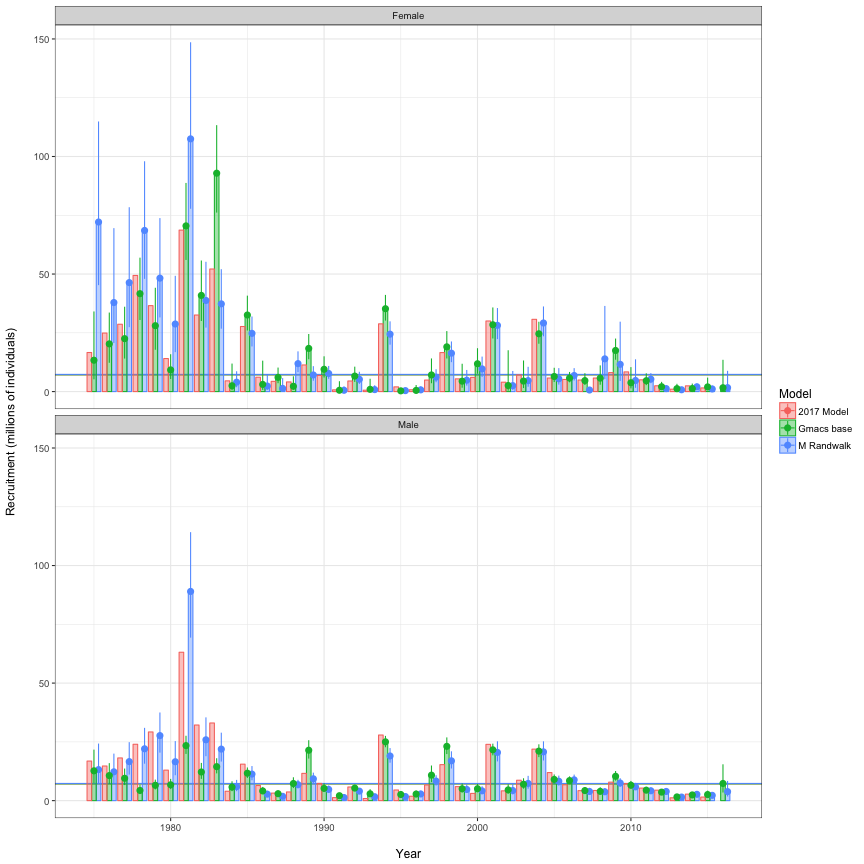 Female
150
100
50
0
Male
150
100
50
0
1980
1990
2000
2010
Year
Recruitment (millions of individuals)
Model
2017 Model
Gmacs base
M Randwalk